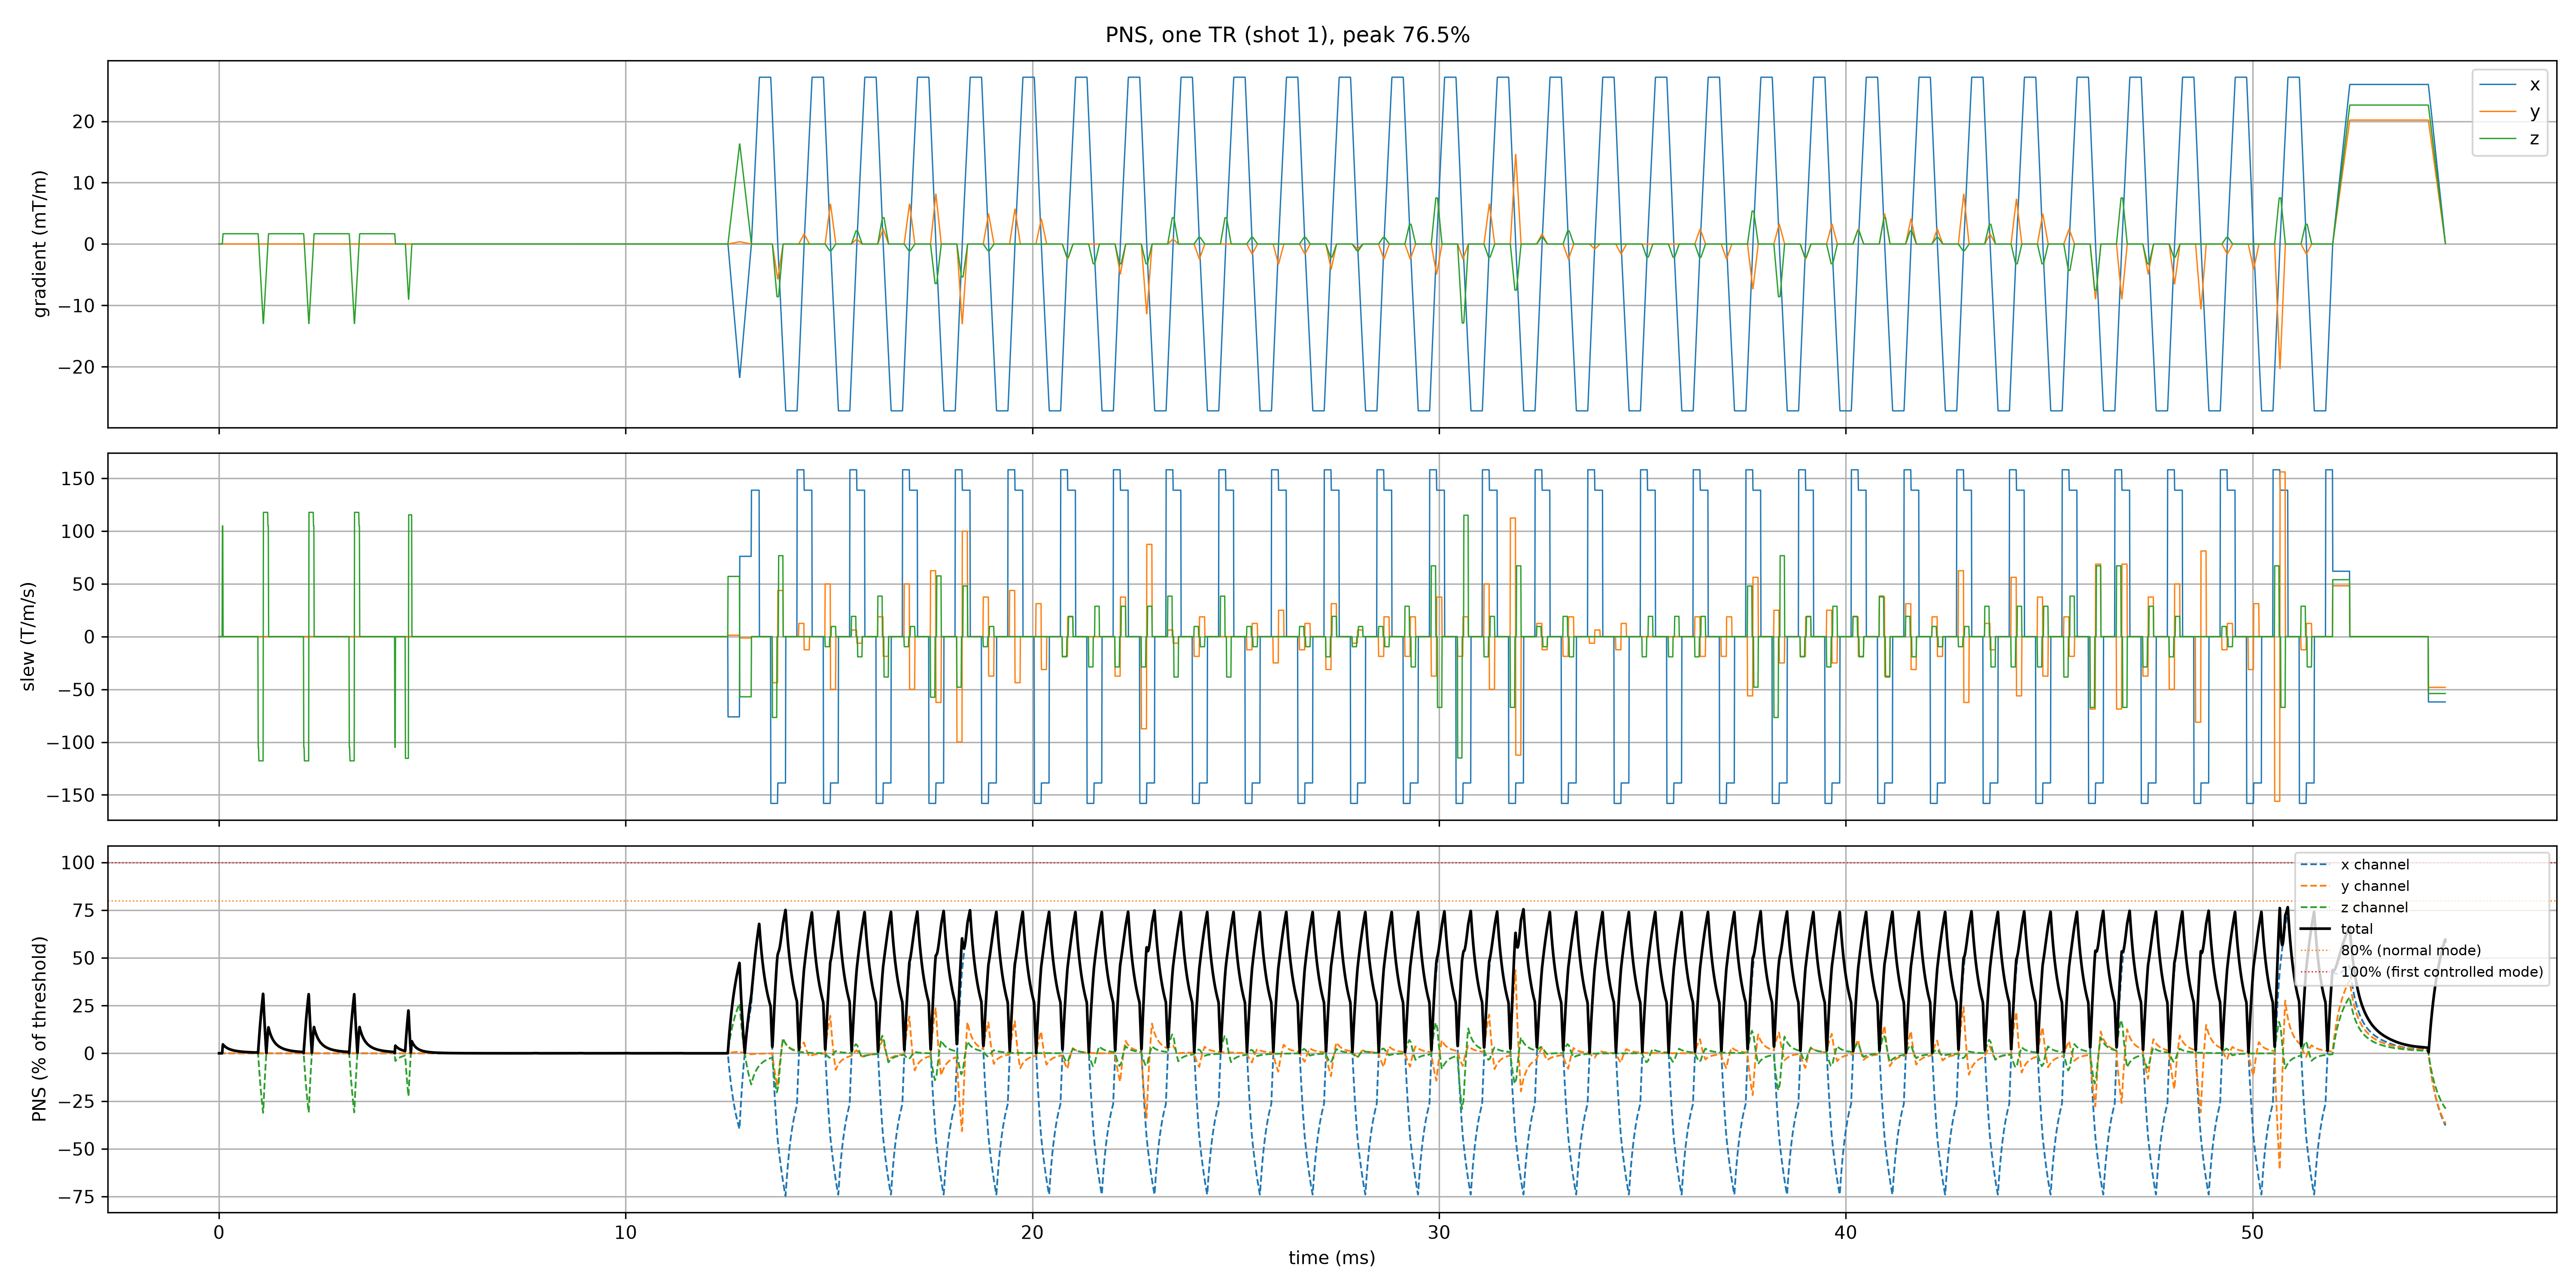 PNS, one TR (shot 1), peak 76.5%
gradient (mT/m)
20
10
0
−10
−20
x
y
z
slew (T/m/s)
150
100
50
0
−50
−100
−150
PNS (% of threshold)
100
75
50
25
0
−25
−50
−75
x channel
y channel
z channel
total
80% (normal mode)
100% (first controlled mode)
0 10 20 30 40 50
time (ms)